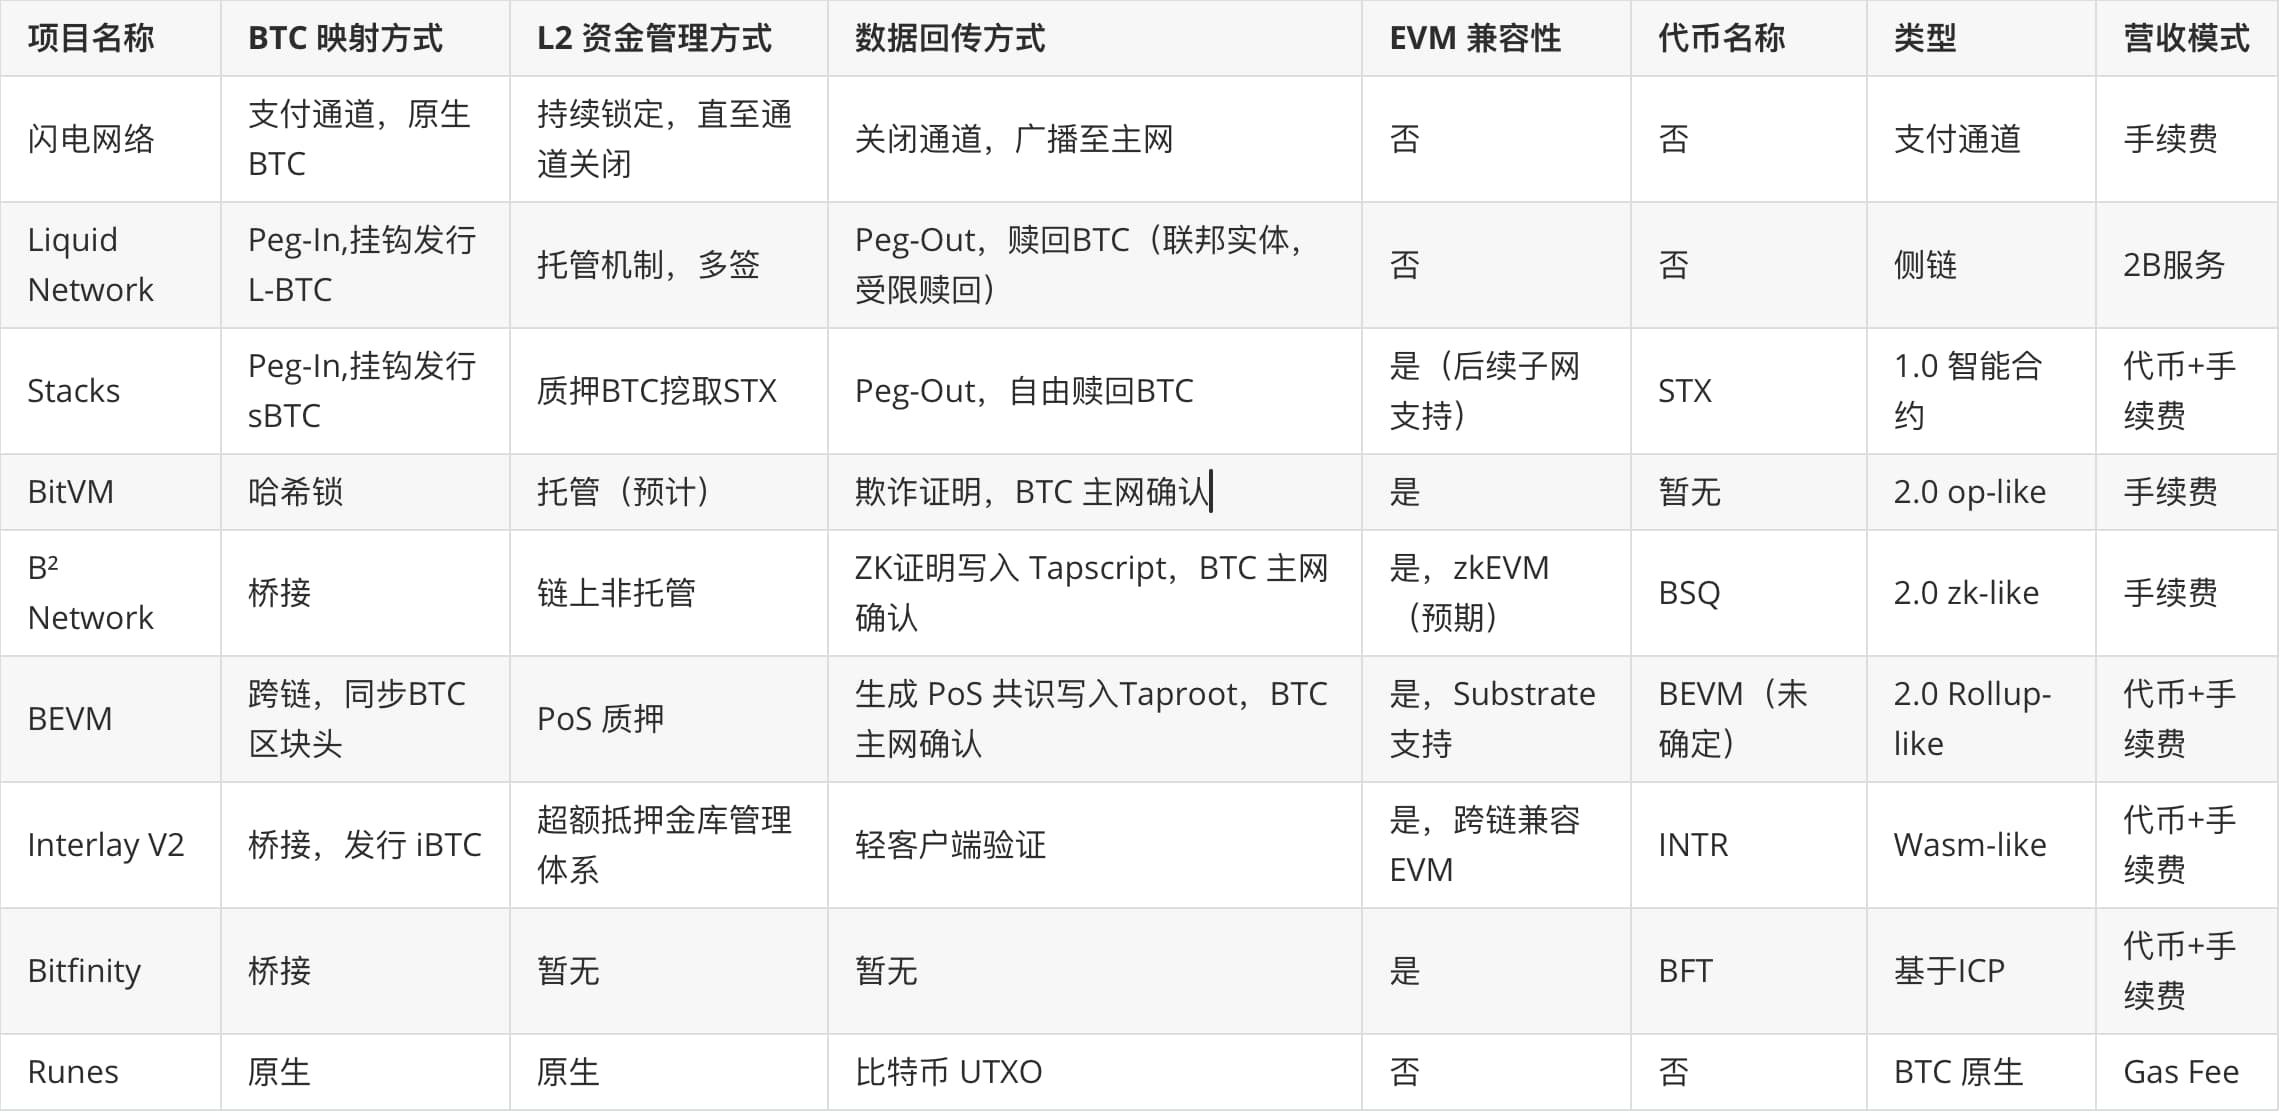 项目名称 BTC 映射方式 L2 资金管理方式 数据回传方式 EVM 兼容性 代币名称 类型 营收模式
闪电网络
支付通道，原生
BTC
持续锁定，直至通
道关闭
关闭通道，广播至主网
否
否
支付通道
手续费
Liquid
Network
Peg-In,挂钩发行
L-BTC
托管机制，多签
Peg-Out，赎回BTC（联邦实体，
受限赎回）
否
否
侧链
2B服务
Stacks
Peg-In,挂钩发行
sBTC
质押BTC挖取STX
Peg-Out，自由赎回BTC
是（后续子网
支持）
STX
1.0 智能合
约
代币+手
续费
BitVM
哈希锁
托管（预计）
欺诈证明，BTC 主网确认
是
暂无
2.0 op-like
手续费
B²
Network
桥接
链上非托管
ZK证明写入 Tapscript，BTC 主网
确认
是，zkEVM
（预期）
BSQ
2.0 zk-like
手续费
BEVM
跨链，同步BTC
区块头
PoS 质押
生成 PoS 共识写入Taproot，BTC
主网确认
是，Substrate
支持
BEVM（未
确定）
2.0 Rollup-
like
代币+手
续费
Interlay V2
桥接，发行 iBTC
超额抵押金库管理
体系
轻客户端验证
是，跨链兼容
EVM
INTR
Wasm-like
代币+手
续费
Bitfinity
桥接
暂无
暂无
是
BFT
基于ICP
代币+手
续费
Runes
原生
原生
比特币 UTXO
否
否
BTC 原生
Gas Fee